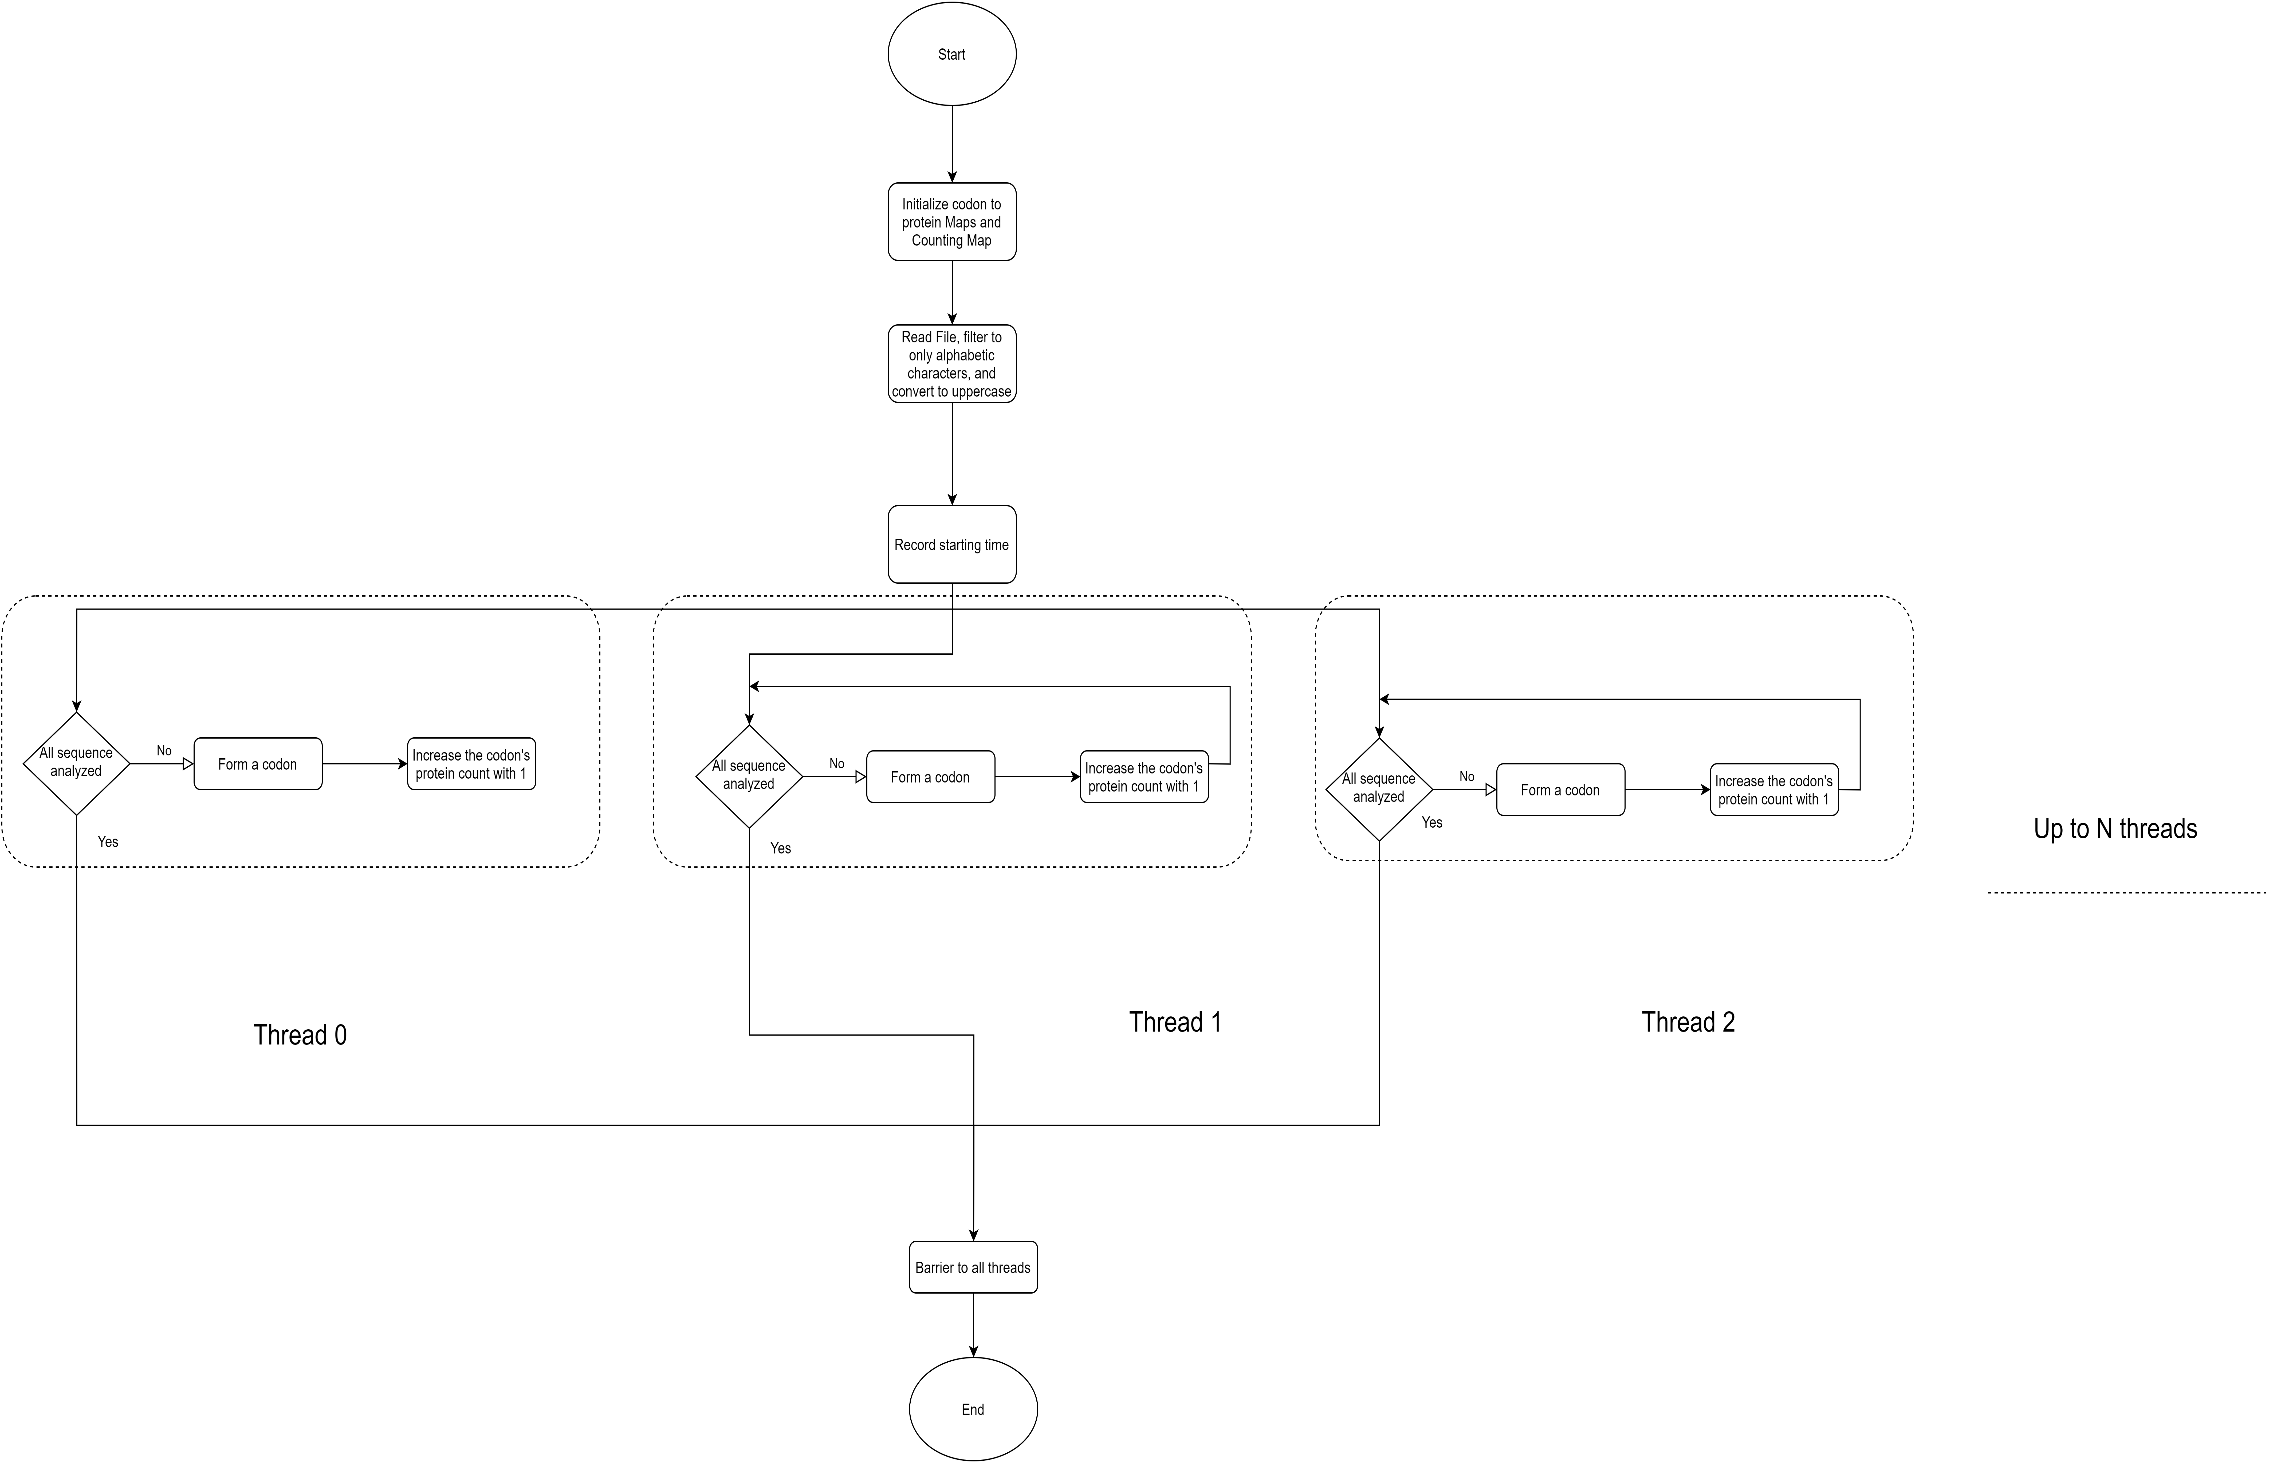 Start
Initialize codon to
protein Maps and
Counting Map
Read File, filter to
only alphabetic
characters, and
convert to uppercase
Record starting time
All sequence
analyzed
No
Form a codon
Increase the codon's
protein count with 1
Yes
All sequence
analyzed
No
Form a codon
Increase the codon's
protein count with 1
Yes
All sequence
analyzed
No
Form a codon
Increase the codon's
protein count with 1
Yes
Up to N threads
Thread 0
Thread 1
Thread 2
Barrier to all threads
End